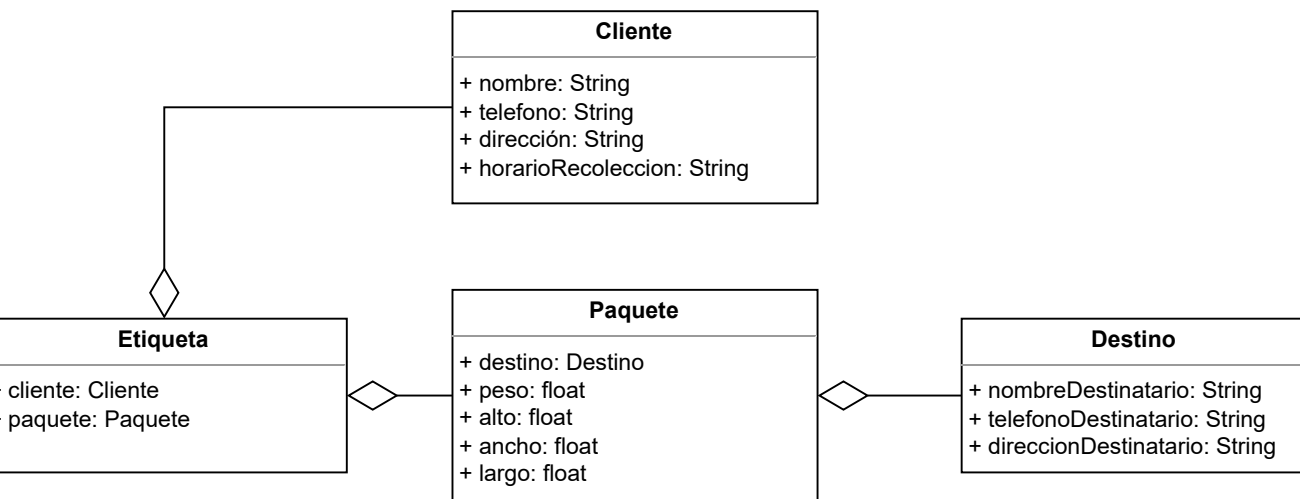 Cliente
+ nombre: String
+ telefono: String
+ dirección: String
+ horarioRecoleccion: String
Etiqueta
cliente: Cliente
paquete: Paquete
Paquete
+ destino: Destino
+ peso: float
+ alto: float
+ ancho: float
+ largo: float
Destino
+ nombreDestinatario: String
+ telefonoDestinatario: String
+ direccionDestinatario: String